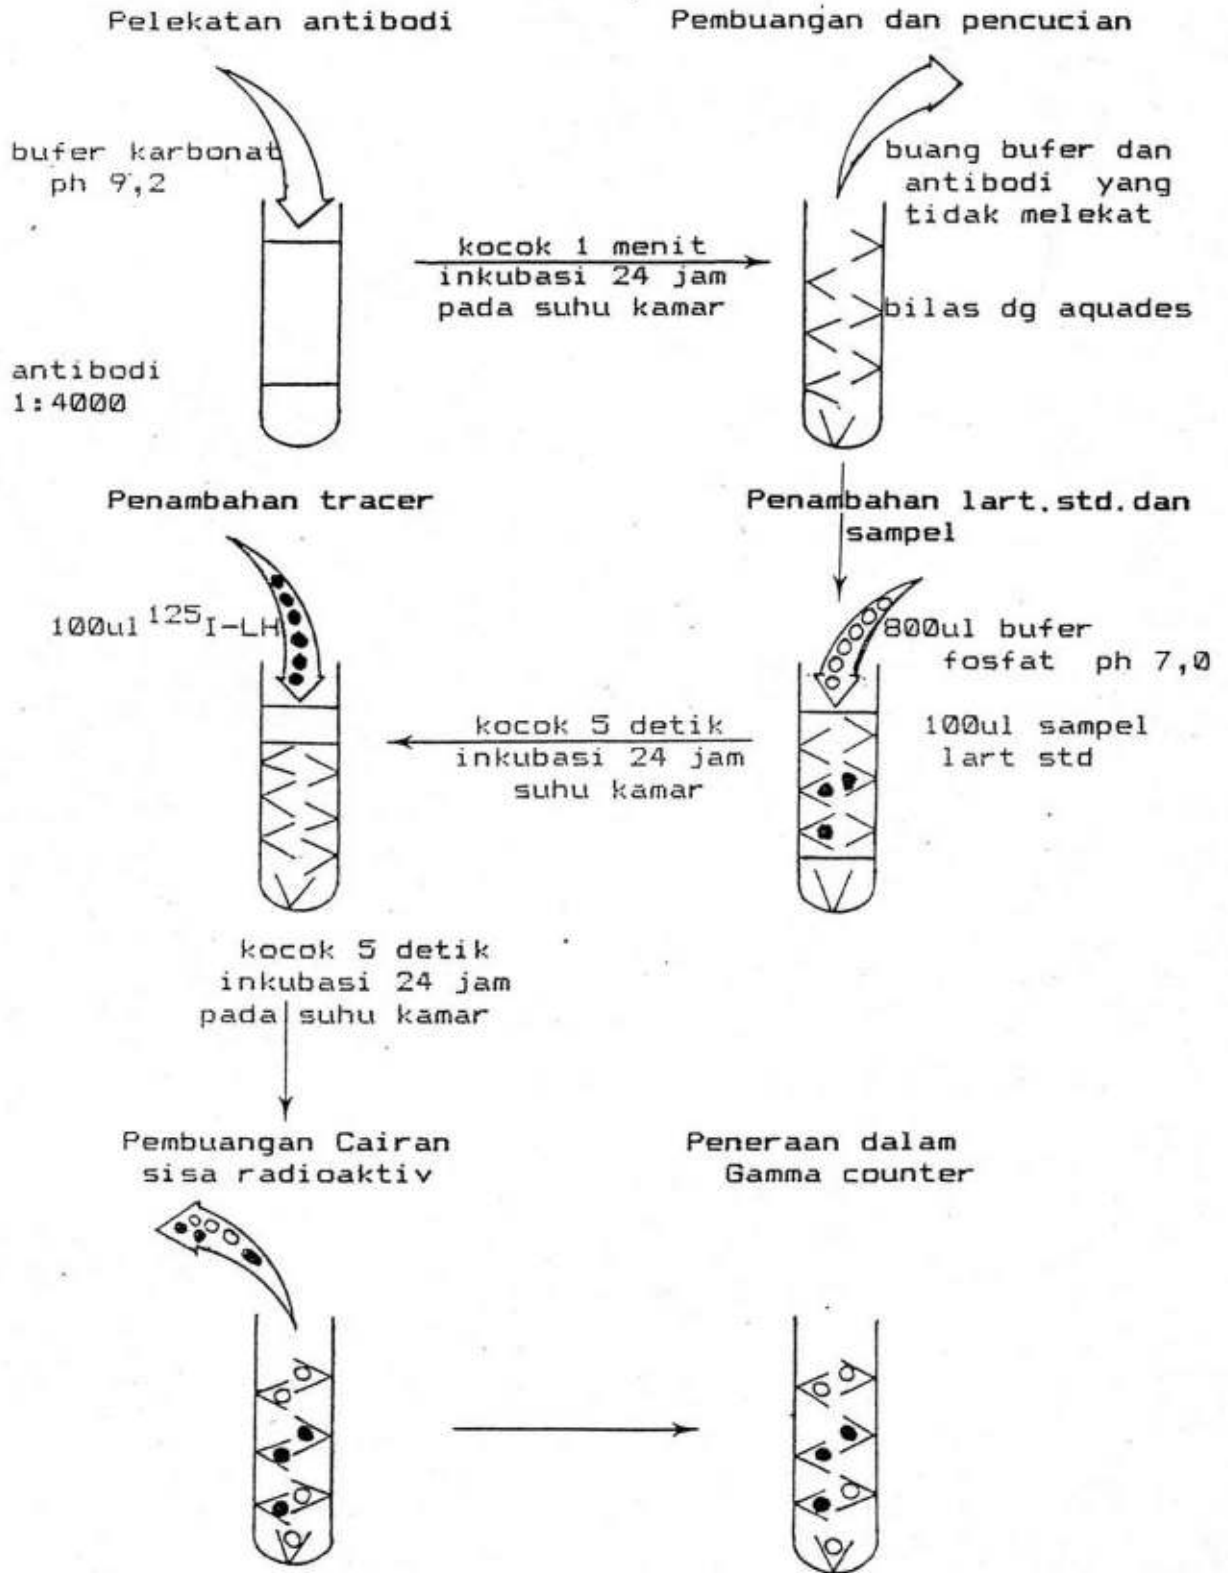 Pelekatan antibodi
bufer karbonat
ph 9,2
antibodi
1:4000
kocok 1 menit
inkubasi 24 jam
pada suhu kamar
Pembuangan dan pencucian
buang bufer dan
antibodi yang
tidak melekat
bilas dg aquades
Penambahan lart.std.dan
sampel
800ul bufer
fosfat ph 7,0
100ul sampel
lart std
kocok 5 detik
inkubasi 24 jam
suhu kamar
Penambahan tracer
100ul 125I-LH
kocok 5 detik
inkubasi 24 jam
pada suhu kamar
Pembuangan Cairan
sisa radioaktiv
Peneraan dalam
Gamma counter